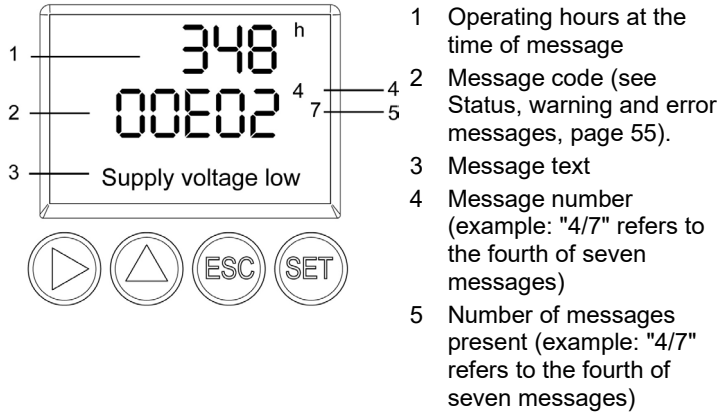 348 h
1
00E02 4
7
2
4
5
3
Supply voltage low
ESC SET
1 Operating hours at the
time of message
2 Message code (see
Status, warning and error
messages, page 55).
3 Message text
4 Message number
(example: "4/7" refers to
the fourth of seven
messages)
5 Number of messages
present (example: "4/7"
refers to the fourth of
seven messages)